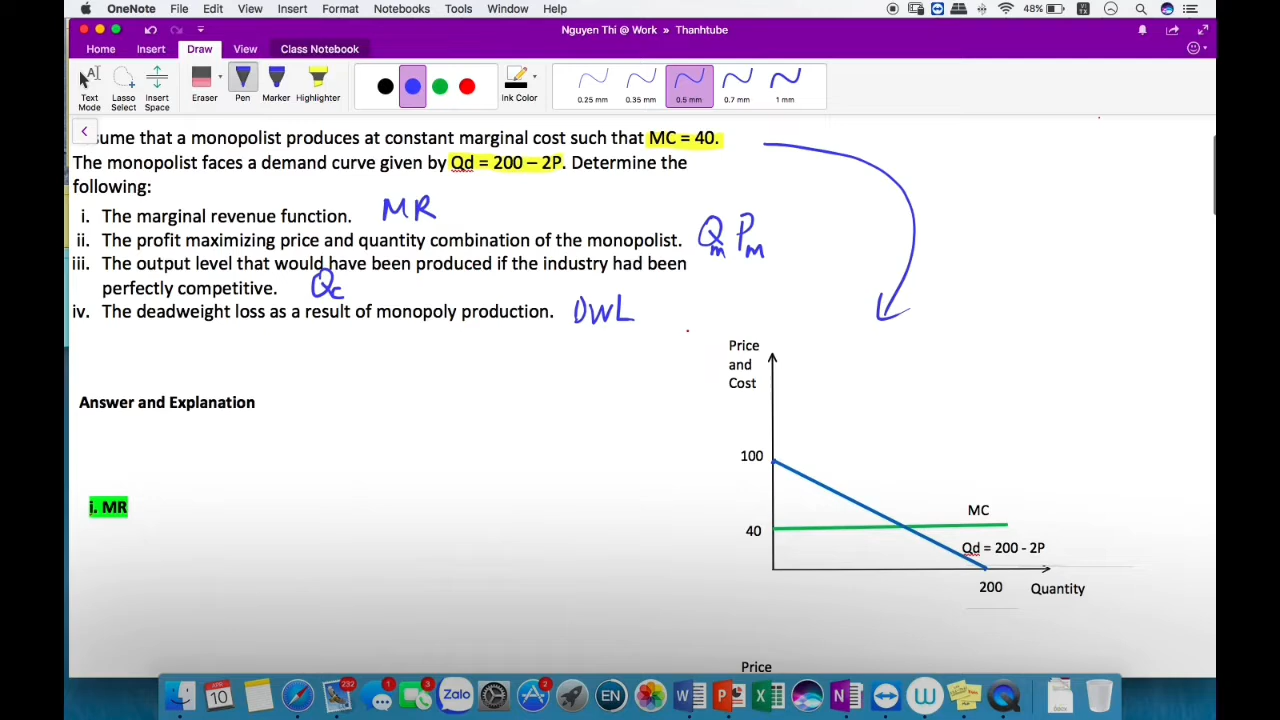 OneNote File Edit View Insert Format Notebooks Tools Window Help 48%
Nguyen Thi @ Work » Thanhtube
Home Insert Draw View Class Notebook
Text Mode Lasso Select Insert Space Eraser Pen Marker Highlighter Ink Color 0.25 mm 0.35 mm 0.5 mm 0.7 mm 1 mm
sume that a monopolist produces at constant marginal cost such that MC = 40.
The monopolist faces a demand curve given by Qd = 200 – 2P. Determine the
following:
i. The marginal revenue function. MR
ii. The profit maximizing price and quantity combination of the monopolist. Qm Pm
iii. The output level that would have been produced if the industry had been
perfectly competitive. Qc
iv. The deadweight loss as a result of monopoly production. DWL
Price
and
Cost
Answer and Explanation
100
i. MR
MC
40
Qd = 200 - 2P
200 Quantity
Price
APR 10 232 1 3 Zalo 2 EN